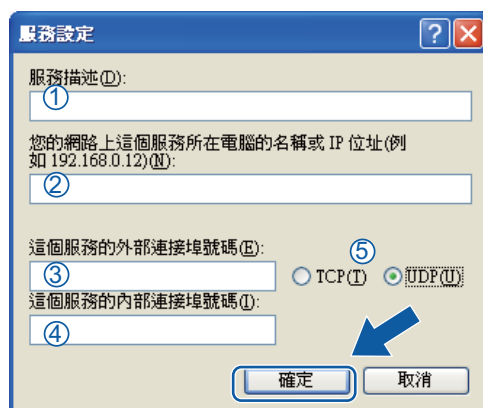 服務設定
服務描述(D):
①
您的網路上這個服務所在電腦的名稱或 IP 位址(例
如 192.168.0.12)(N):
②
這個服務的外部連接埠號碼(E):
⑤
③
TCP(T) UDP(U)
這個服務的內部連接埠號碼(I):
④
確定 取消